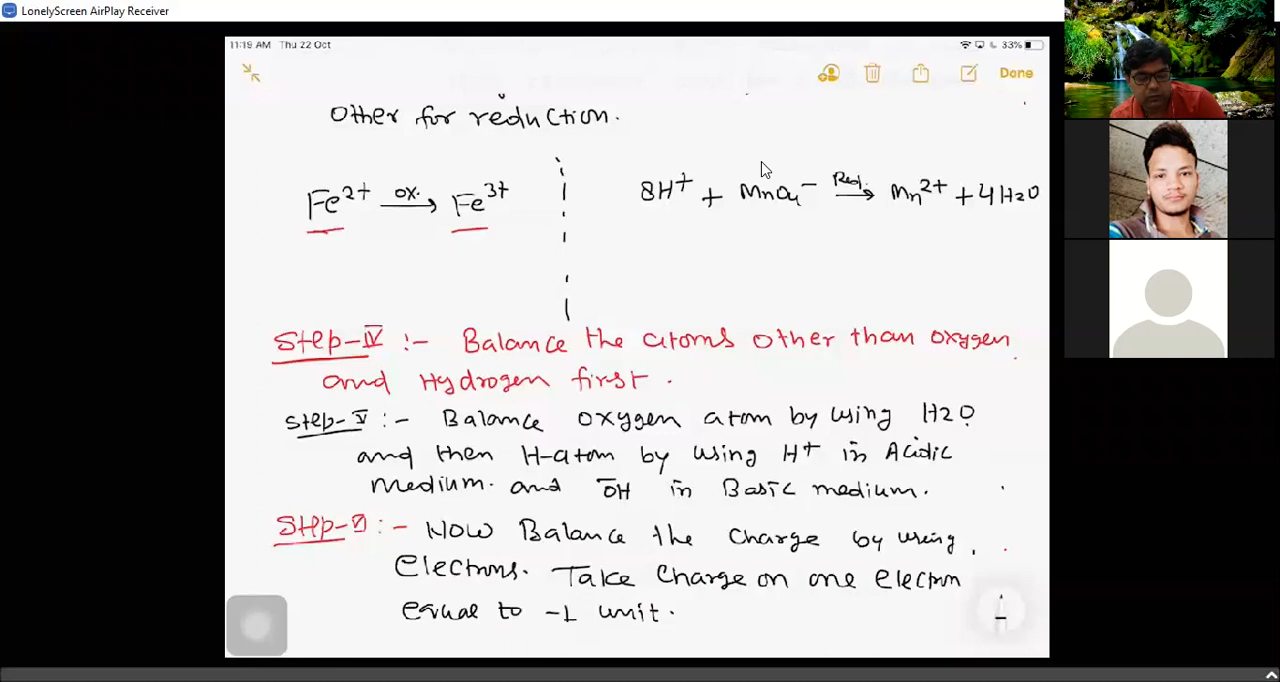 LonelyScreen AirPlay Receiver
11:19 AM Thu 22 Oct
33%
Done
Other for reduction.
Fe2+ ox. → Fe3+
8H+ + MnO4− Red. → Mn2+ + 4H2O
Step-IV :- Balance the atoms other than oxygen
and Hydrogen first.
Step-V :- Balance oxygen atom by using H2O
and then H-atom by using H+ in Acidic
medium. and OH in Basic medium.
Step- :- Now Balance the charge by using
Electrons. Take charge on one electron
equal to -1 unit.